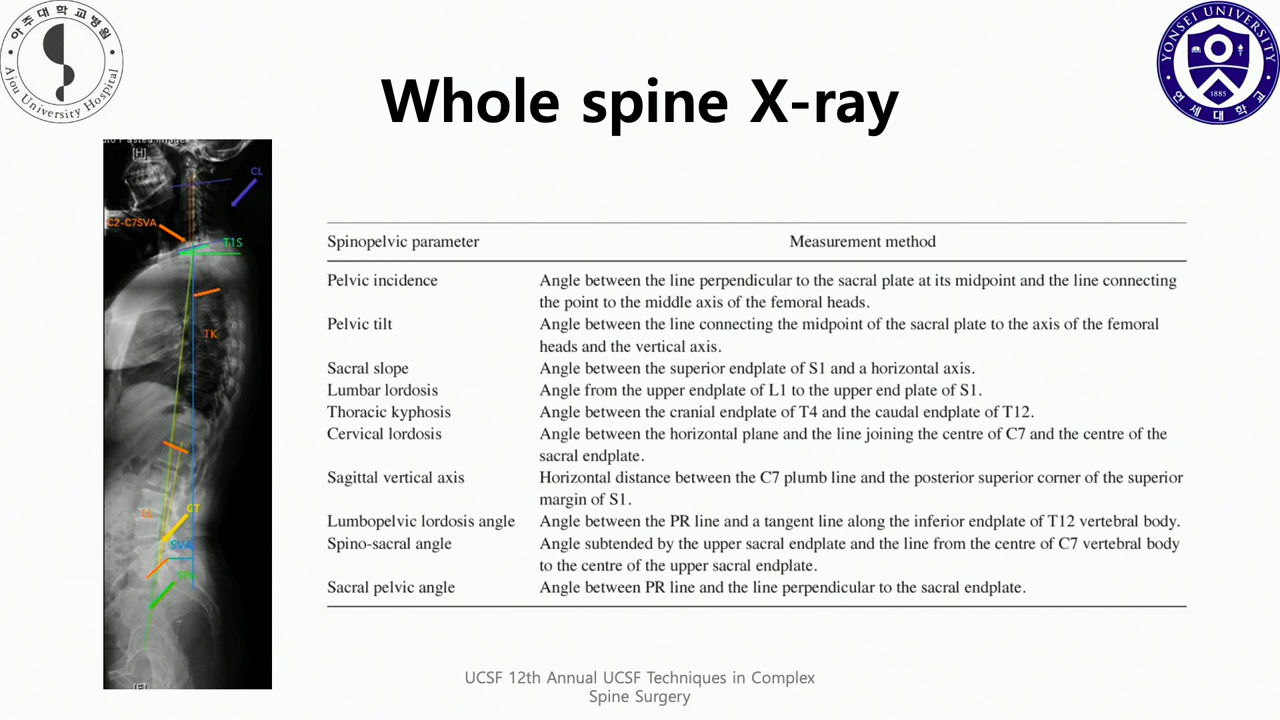 아주대학교병원
Ajou University Hospital
YONSEI UNIVERSITY
1885
연세대학교
Whole spine X-ray
[H]
CL
C2-C7SVA
T1S
TK
LL
CT
SVA
Spinopelvic parameter Measurement method
Pelvic incidence Angle between the line perpendicular to the sacral plate at its midpoint and the line connecting
the point to the middle axis of the femoral heads.
Pelvic tilt Angle between the line connecting the midpoint of the sacral plate to the axis of the femoral
heads and the vertical axis.
Sacral slope Angle between the superior endplate of S1 and a horizontal axis.
Lumbar lordosis Angle from the upper endplate of L1 to the upper end plate of S1.
Thoracic kyphosis Angle between the cranial endplate of T4 and the caudal endplate of T12.
Cervical lordosis Angle between the horizontal plane and the line joining the centre of C7 and the centre of the
sacral endplate.
Sagittal vertical axis Horizontal distance between the C7 plumb line and the posterior superior corner of the superior
margin of S1.
Lumbopelvic lordosis angle Angle between the PR line and a tangent line along the inferior endplate of T12 vertebral body.
Spino-sacral angle Angle subtended by the upper sacral endplate and the line from the centre of C7 vertebral body
to the centre of the upper sacral endplate.
Sacral pelvic angle Angle between PR line and the line perpendicular to the sacral endplate.
UCSF 12th Annual UCSF Techniques in Complex
Spine Surgery